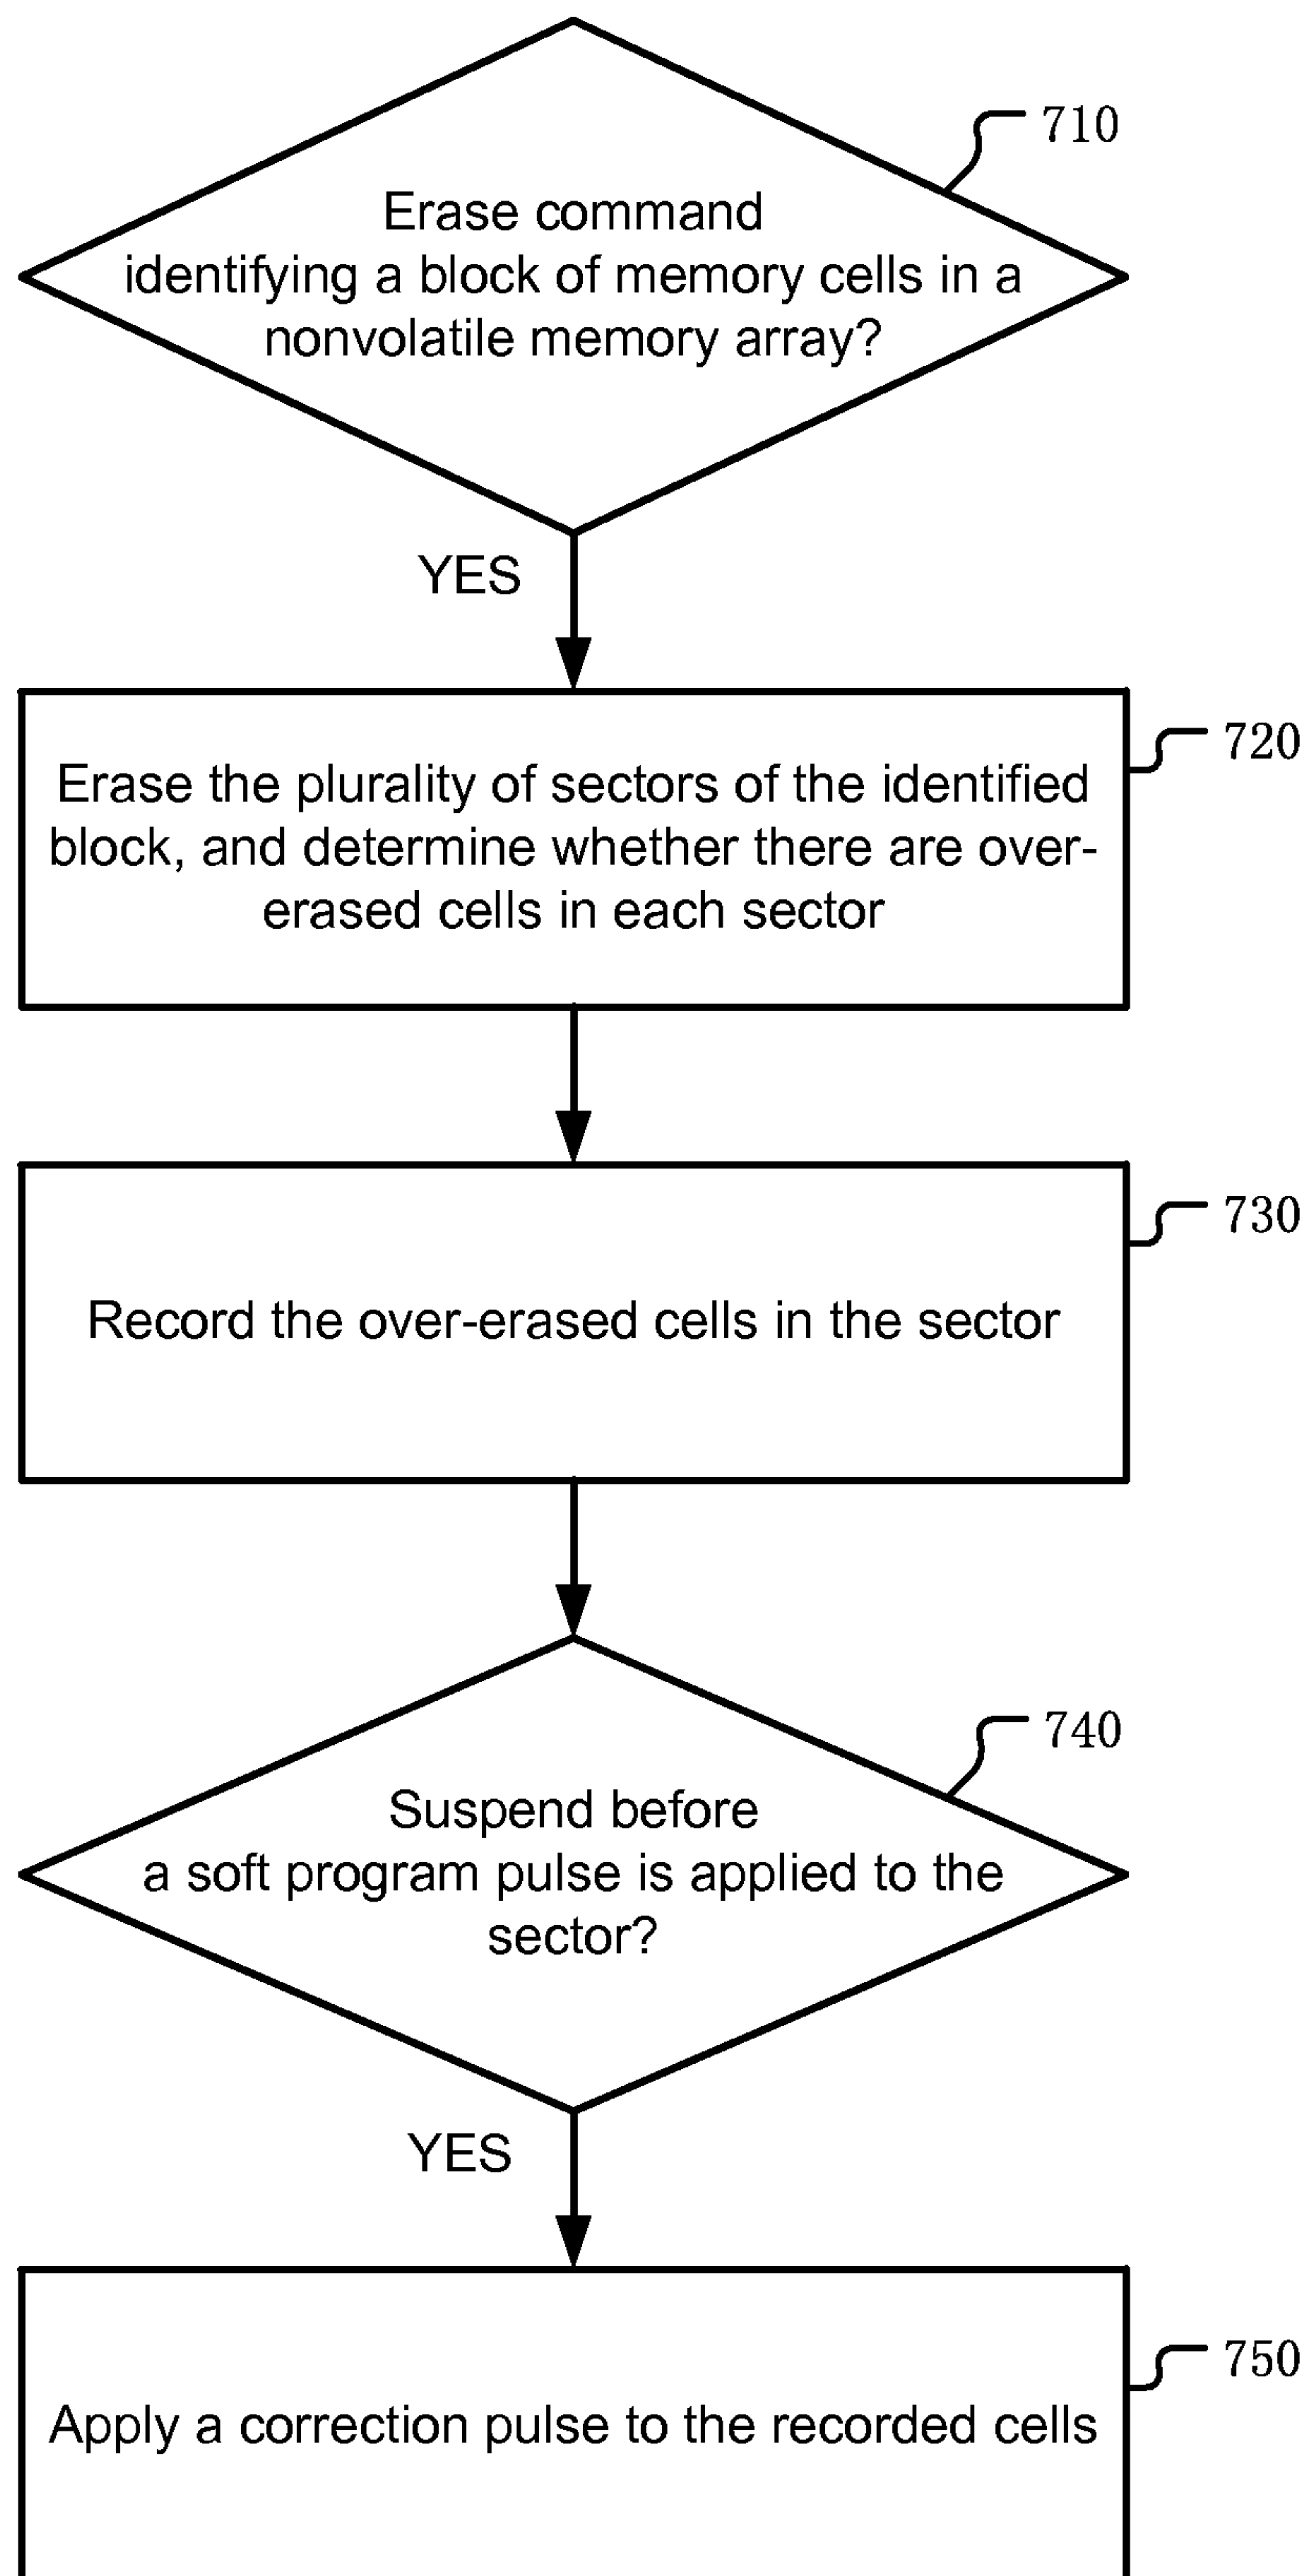 710
Erase command
identifying a block of memory cells in a
nonvolatile memory array?
YES
720
Erase the plurality of sectors of the identified
block, and determine whether there are over-
erased cells in each sector
730
Record the over-erased cells in the sector
740
Suspend before
a soft program pulse is applied to the
sector?
YES
750
Apply a correction pulse to the recorded cells